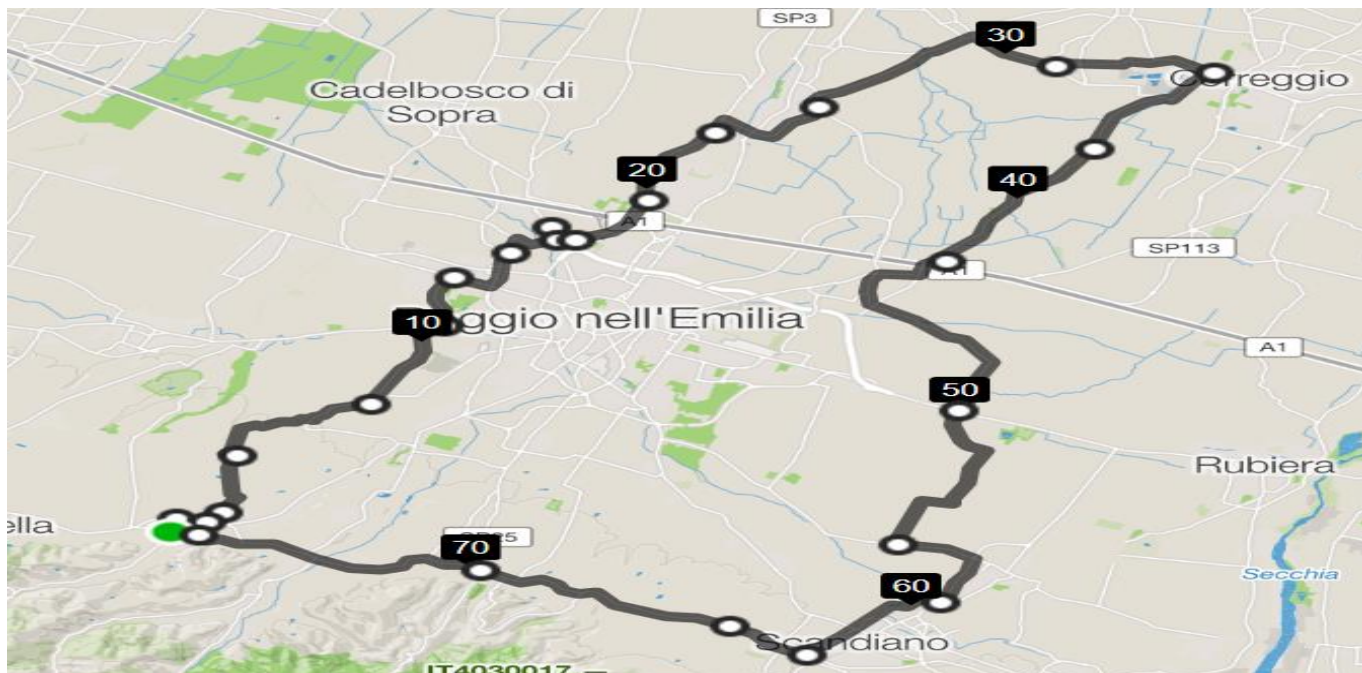 SP3
30
Correggio
Cadelbosco di
Sopra
20
40
A1
SP113
A1
10
ggio nell'Emilia
A1
50
Rubiera
ella
70
60
Secchia
Scandiano
IT4030017